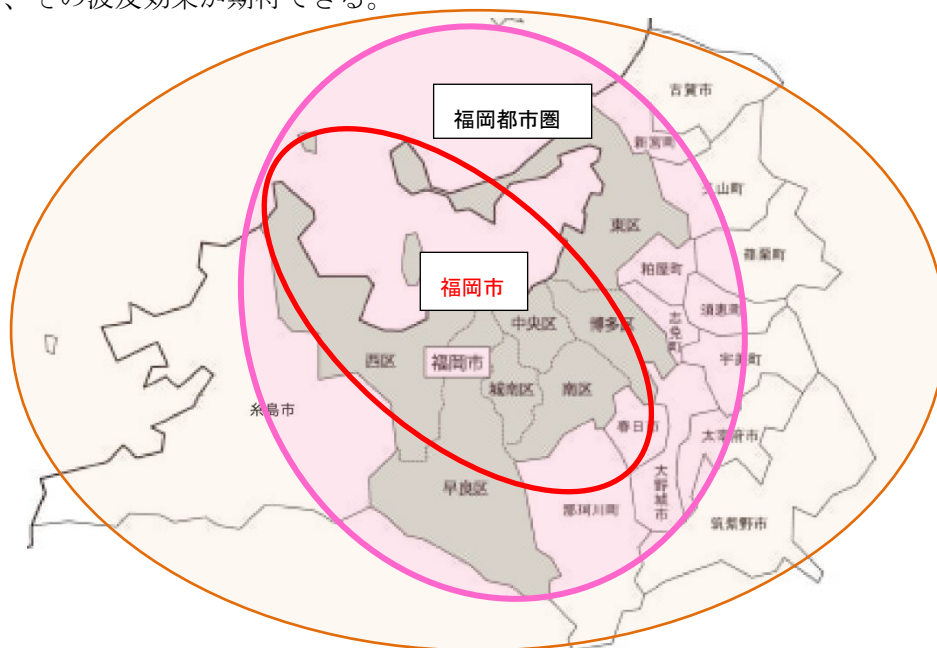 、その波及効果が期待できる。
古賀市
福岡都市圏
新宮町
久山町
東区
篠栗町
粕屋町
福岡市
須恵町
志免町
中央区
博多区
宇美町
西区
福岡市
城南区
南区
糸島市
春日市
太宰府市
早良区
大野城市
那珂川町
筑紫野市